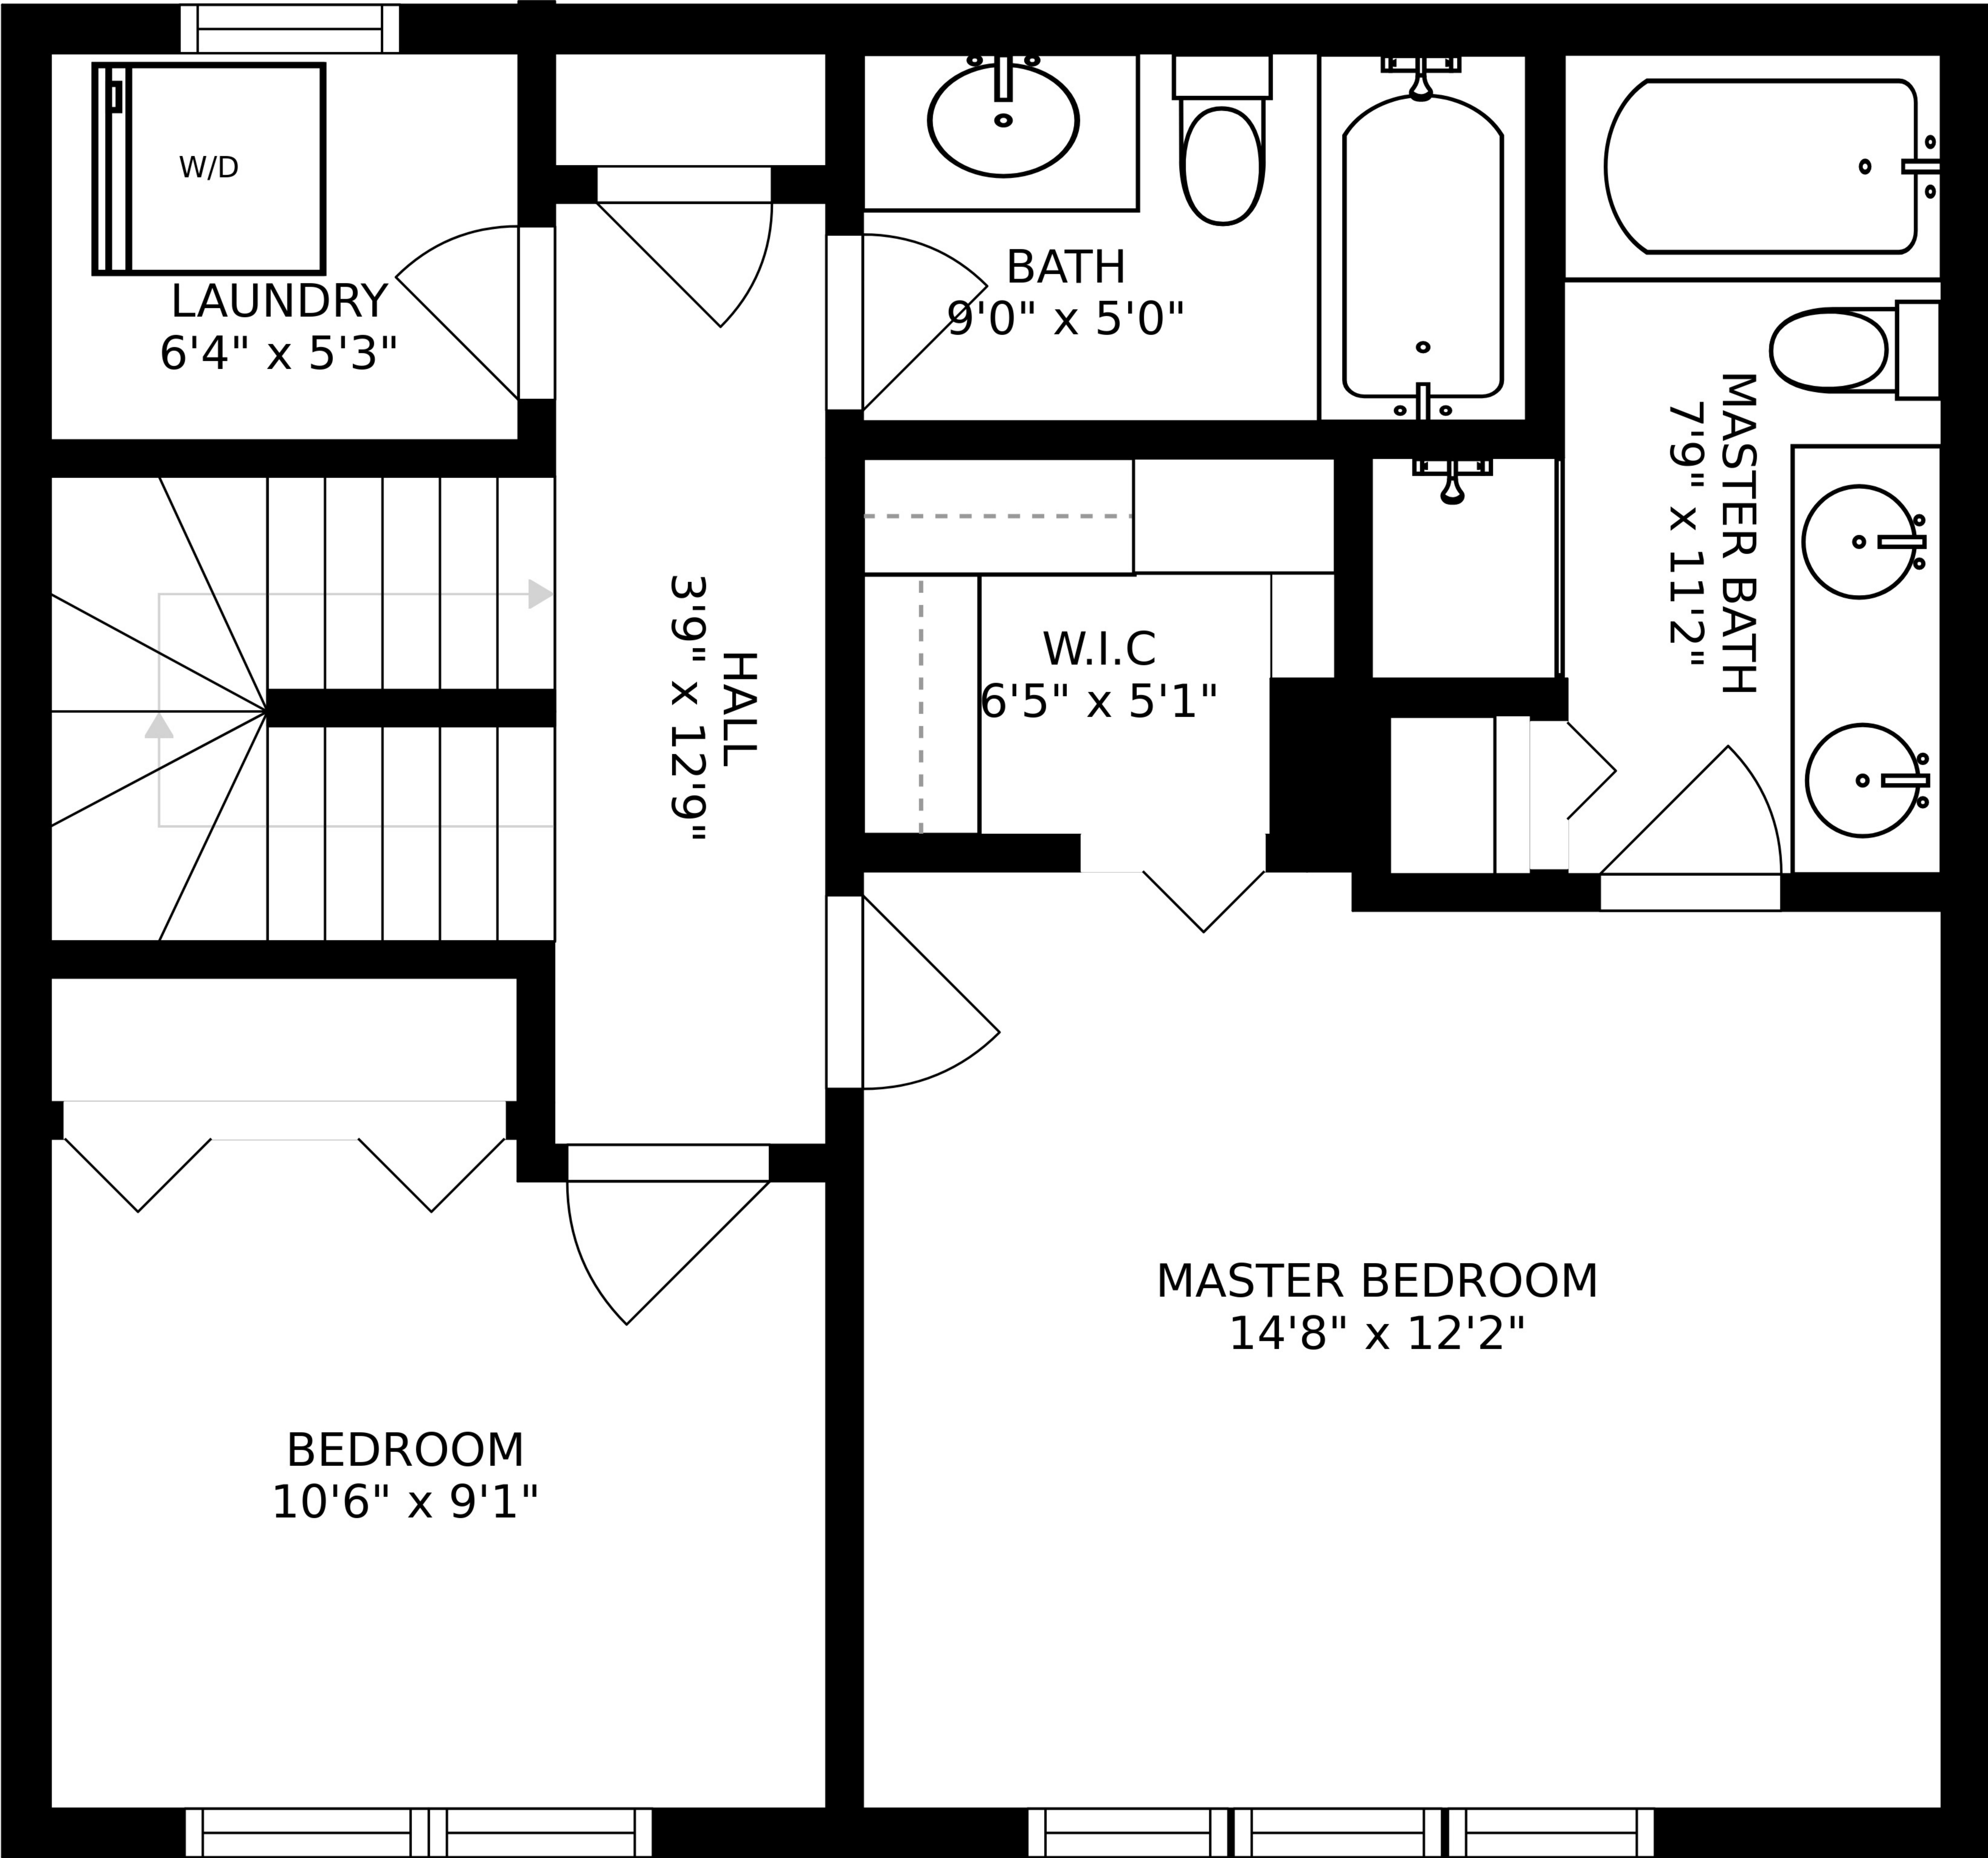 W/D
LAUNDRY
6'4" x 5'3"
BATH
9'0" x 5'0"
MASTER BATH
7'9" x 11'2"
HALL
3'9" x 12'9"
W.I.C
6'5" x 5'1"
MASTER BEDROOM
14'8" x 12'2"
BEDROOM
10'6" x 9'1"